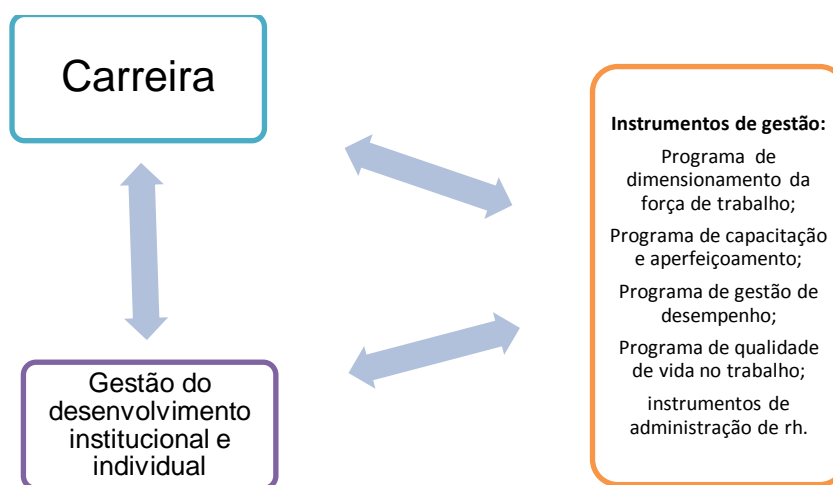 Carreira
Instrumentos de gestão:
Programa de
dimensionamento da
força de trabalho;
Programa de capacitação
e aperfeiçoamento;
Programa de gestão de
desempenho;
Programa de qualidade
de vida no trabalho;
instrumentos de
administração de rh.
Gestão do
desenvolvimento
institucional e
individual